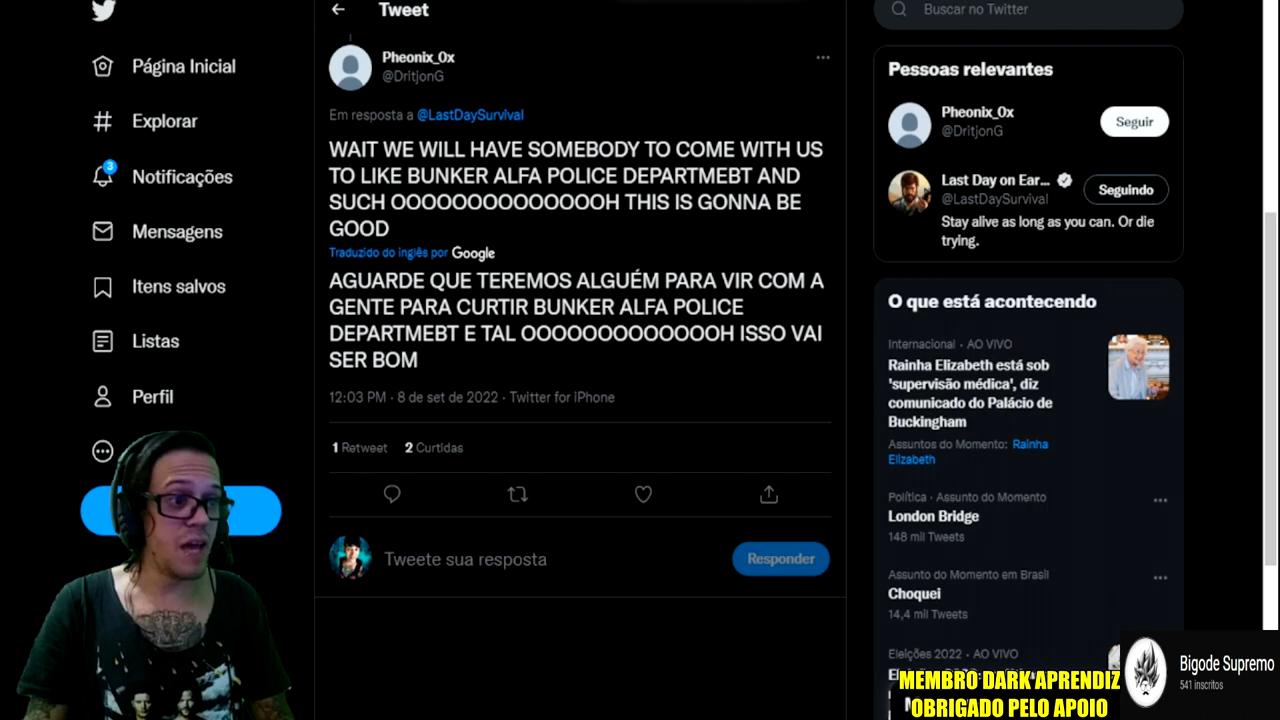 Tweet
Página Inicial
Explorar
3
Notificações
Mensagens
Itens salvos
Listas
Perfil
Pheonix_0x
@DritjonG
Em resposta a @LastDaySurvival
WAIT WE WILL HAVE SOMEBODY TO COME WITH US
TO LIKE BUNKER ALFA POLICE DEPARTMEBT AND
SUCH OOOOOOOOOOOOOOH THIS IS GONNA BE
GOOD
Traduzido do inglês por Google
AGUARDE QUE TEREMOS ALGUÉM PARA VIR COM A
GENTE PARA CURTIR BUNKER ALFA POLICE
DEPARTMEBT E TAL OOOOOOOOOOOOOH ISSO VAI
SER BOM
12:03 PM · 8 de set de 2022 · Twitter for iPhone
1 Retweet 2 Curtidas
Tweete sua resposta
Responder
Buscar no Twitter
Pessoas relevantes
Pheonix_0x
@DritjonG
Seguir
Last Day on Ear...
@LastDaySurvival
Seguindo
Stay alive as long as you can. Or die
trying.
O que está acontecendo
Internacional · AO VIVO
Rainha Elizabeth está sob
'supervisão médica', diz
comunicado do Palácio de
Buckingham
Assuntos do Momento: Rainha
Elizabeth
Política · Assunto do Momento
London Bridge
148 mil Tweets
Assunto do Momento em Brasil
Choquei
14,4 mil Tweets
Eleições 2022 · AO VIVO
MEMBRO DARK APRENDIZ
OBRIGADO PELO APOIO
Bigode Supremo
541 inscritos